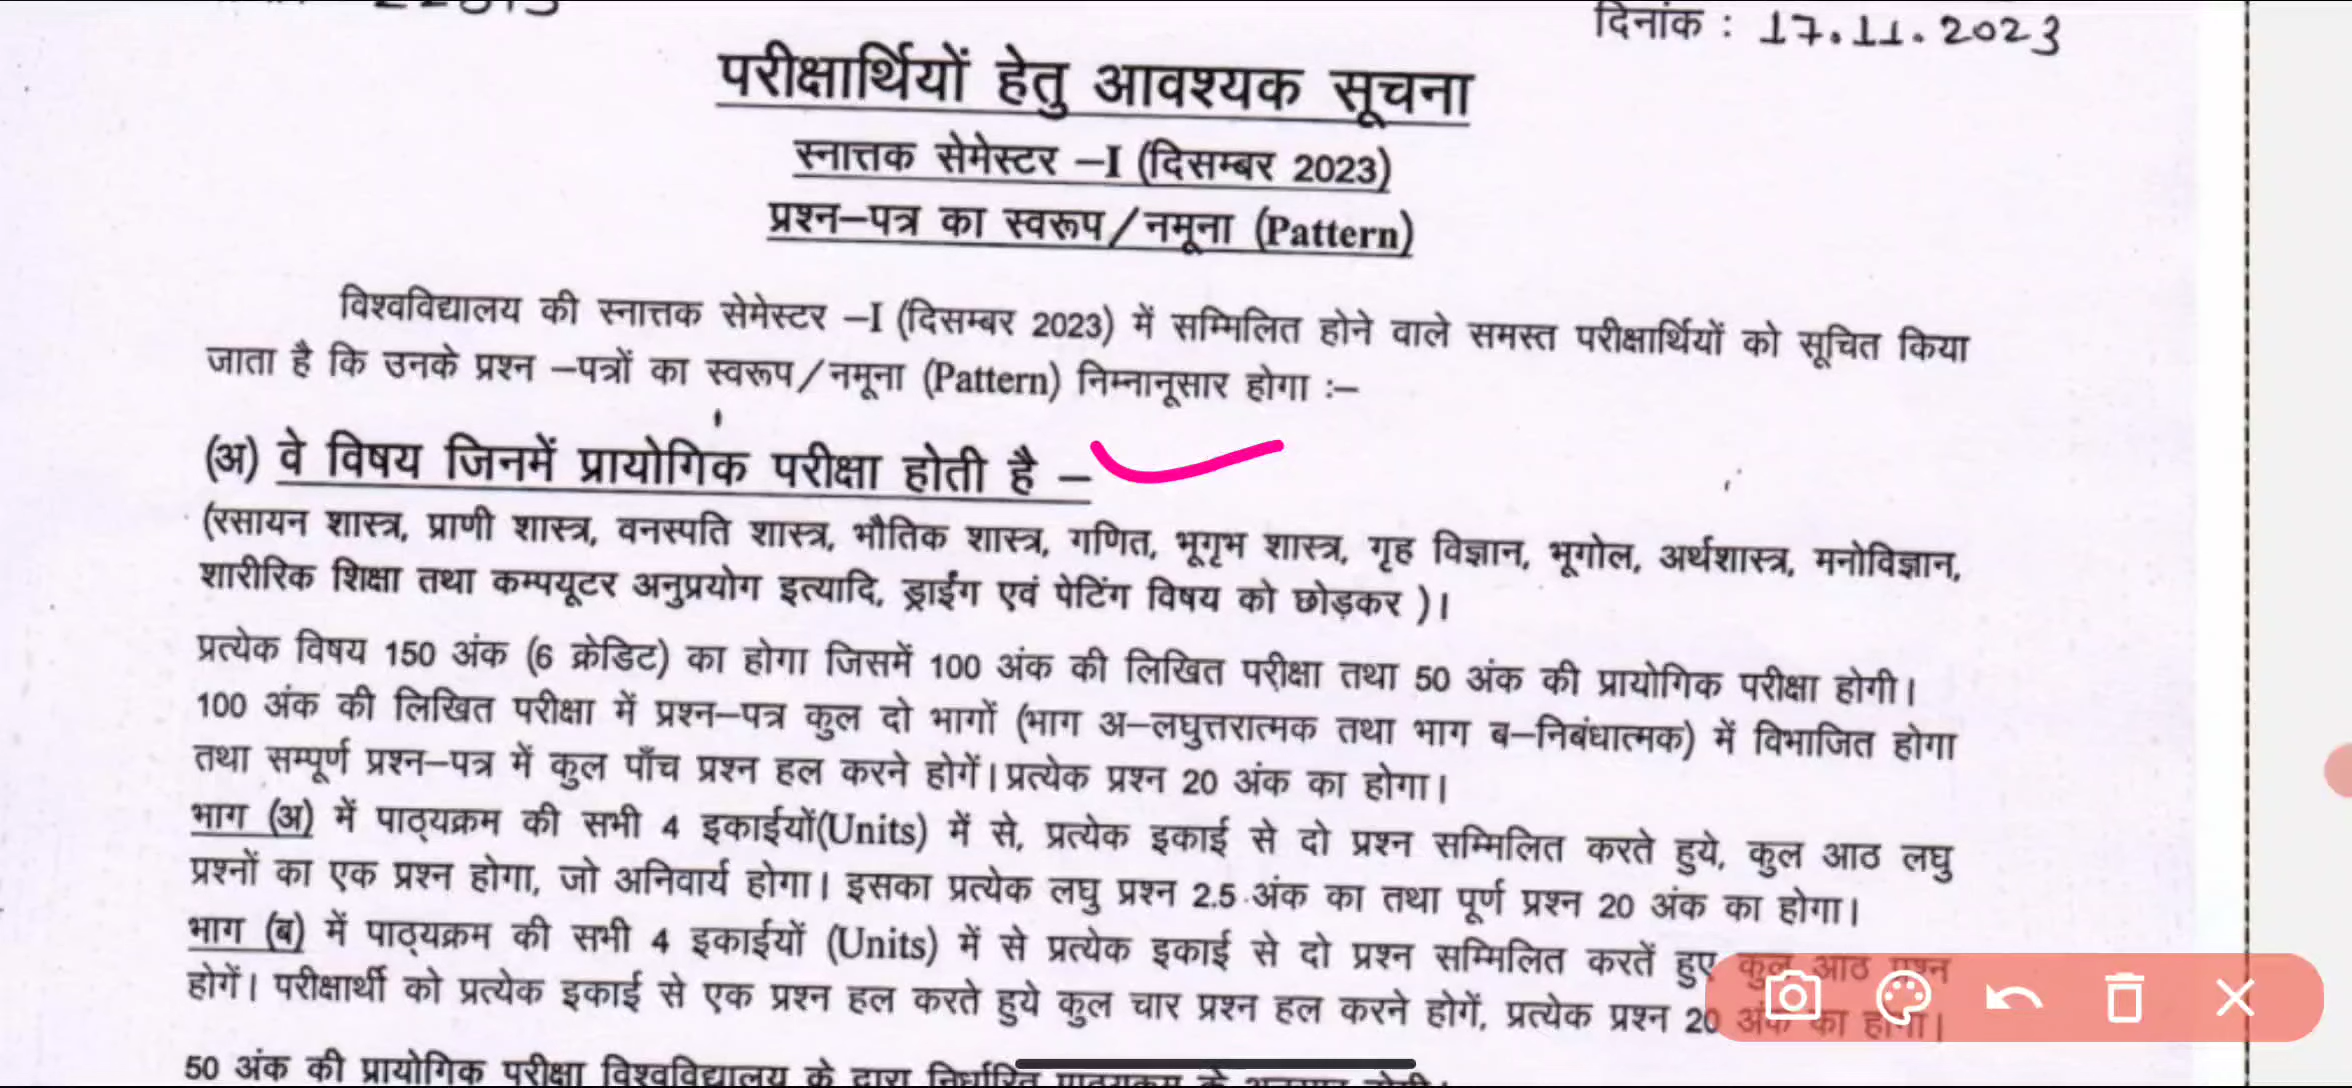 दिनांक : 17.11.2023
परीक्षार्थियों हेतु आवश्यक सूचना
स्नात्तक सेमेस्टर –I (दिसम्बर 2023)
प्रश्न–पत्र का स्वरूप/नमूना (Pattern)
विश्वविद्यालय की स्नात्तक सेमेस्टर –I (दिसम्बर 2023) में सम्मिलित होने वाले समस्त परीक्षार्थियों को सूचित किया
जाता है कि उनके प्रश्न –पत्रों का स्वरूप/नमूना (Pattern) निम्नानूसार होगा :–
(अ) वे विषय जिनमें प्रायोगिक परीक्षा होती है –
(रसायन शास्त्र, प्राणी शास्त्र, वनस्पति शास्त्र, भौतिक शास्त्र, गणित, भूगृभ शास्त्र, गृह विज्ञान, भूगोल, अर्थशास्त्र, मनोविज्ञान,
शारीरिक शिक्षा तथा कम्पयूटर अनुप्रयोग इत्यादि, ड्राईंग एवं पेटिंग विषय को छोड़कर )।
प्रत्येक विषय 150 अंक (6 क्रेडिट) का होगा जिसमें 100 अंक की लिखित परीक्षा तथा 50 अंक की प्रायोगिक परीक्षा होगी।
100 अंक की लिखित परीक्षा में प्रश्न–पत्र कुल दो भागों (भाग अ–लघुत्तरात्मक तथा भाग ब–निबंधात्मक) में विभाजित होगा
तथा सम्पूर्ण प्रश्न–पत्र में कुल पाँच प्रश्न हल करने होगें। प्रत्येक प्रश्न 20 अंक का होगा।
भाग (अ) में पाठ्यक्रम की सभी 4 इकाईयों(Units) में से, प्रत्येक इकाई से दो प्रश्न सम्मिलित करते हुये, कुल आठ लघु
प्रश्नों का एक प्रश्न होगा, जो अनिवार्य होगा। इसका प्रत्येक लघु प्रश्न 2.5 अंक का तथा पूर्ण प्रश्न 20 अंक का होगा।
भाग (ब) में पाठ्यक्रम की सभी 4 इकाईयों (Units) में से प्रत्येक इकाई से दो प्रश्न सम्मिलित करतें हुए कुल आठ प्रश्न
होगें। परीक्षार्थी को प्रत्येक इकाई से एक प्रश्न हल करते हुये कुल चार प्रश्न हल करने होगें, प्रत्येक प्रश्न 20 अंक का होगा।
50 अंक की प्रायोगिक परीक्षा विश्वविद्यालय के द्वारा निर्धारित